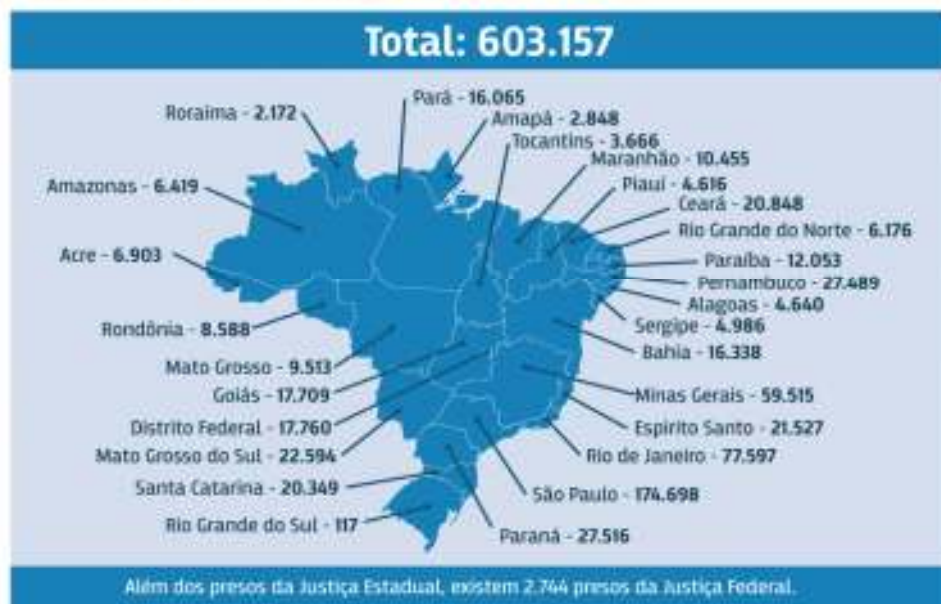 Total: 603.157
Pará - 16.065
Roraima - 2.172
Amapá - 2.848
Tocantins - 3.666
Maranhão - 10.455
Amazonas - 6.419
Piauí - 4.616
Ceará - 20.848
Rio Grande do Norte - 6.176
Acre - 6.903
Paraíba - 12.053
Pernambuco - 27.489
Alagoas - 4.640
Rondônia - 8.588
Sergipe - 4.986
Bahia - 16.338
Mato Grosso - 9.513
Goiás - 17.709
Minas Gerais - 59.515
Distrito Federal - 17.760
Espírito Santo - 21.527
Mato Grosso do Sul - 22.594
Rio de Janeiro - 77.597
Santa Catarina - 20.349
São Paulo - 174.698
Rio Grande do Sul - 117
Paraná - 27.516
Além dos presos da Justiça Estadual, existem 2.744 presos da Justiça Federal.